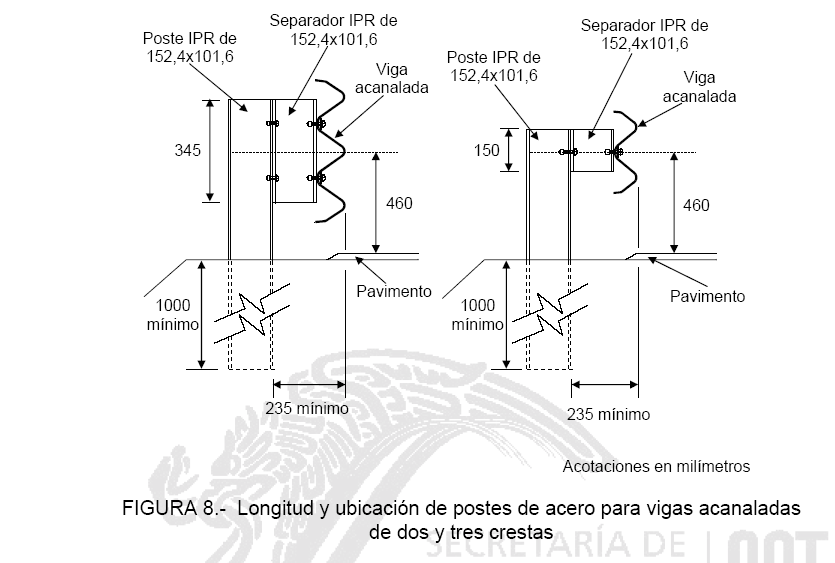 Separador IPR de
152,4x101,6
Poste IPR de
152,4x101,6
Viga
acanalada
345
460
Pavimento
1000
mínimo
235 mínimo
Separador IPR de
152,4x101,6
Poste IPR de
152,4x101,6
Viga
acanalada
150
460
Pavimento
1000
mínimo
235 mínimo
Acotaciones en milímetros
FIGURA 8.- Longitud y ubicación de postes de acero para vigas acanaladas
de dos y tres crestas
SECRETARÍA DE